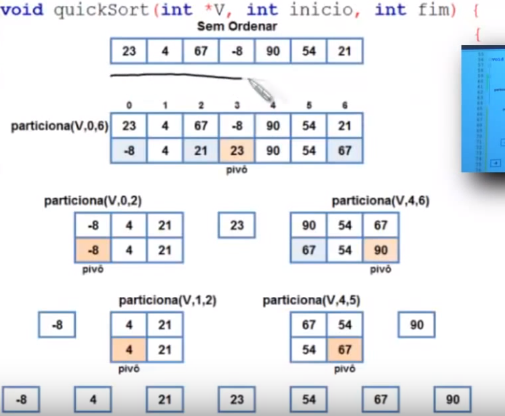 void quickSort(int *V, int inicio, int fim) {
{
Sem Ordenar
23 4 67 -8 90 54 21
0 1 2 3 4 5 6
particiona(V,0,6) 23 4 67 -8 90 54 21
-8 4 21 23 90 54 67
pivô
particiona(V,0,2) particiona(V,4,6)
-8 4 21 23 90 54 67
-8 4 21 67 54 90
pivô pivô
particiona(V,1,2) particiona(V,4,5)
-8 4 21 67 54 90
4 21 54 67
pivô pivô
-8 4 21 23 54 67 90